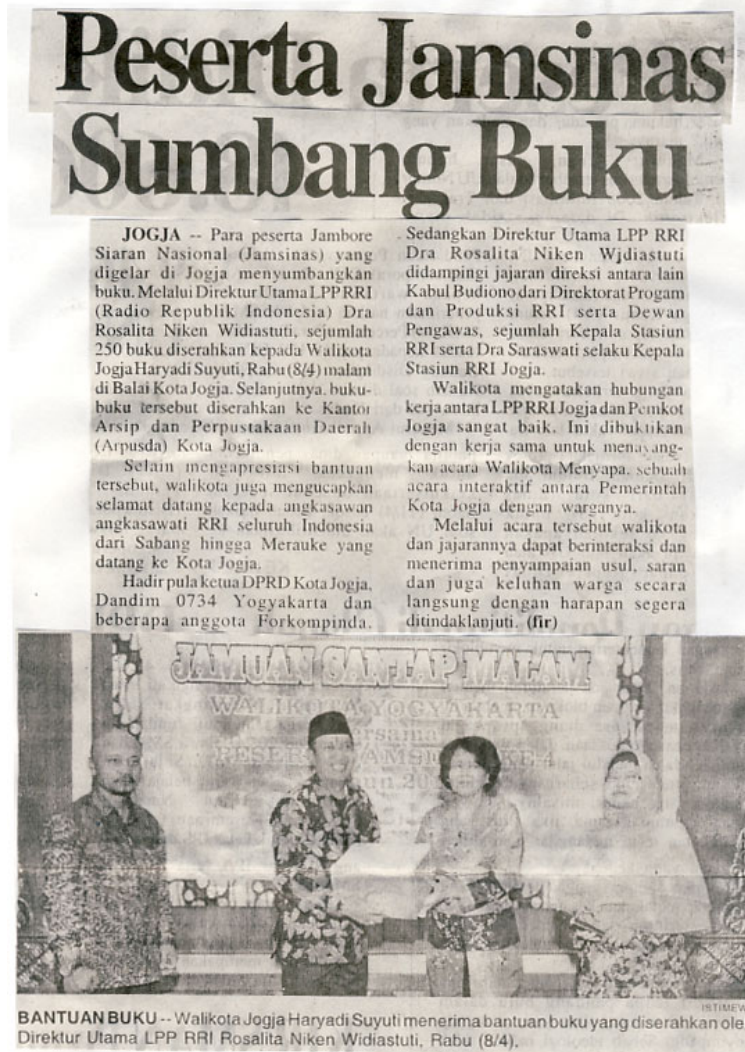 Peserta Jamsinas
Sumbang Buku
JOGJA -- Para peserta Jambore
Siaran Nasional (Jamsinas) yang
digelar di Jogja menyumbangkan
buku. Melalui Direktur Utama LPP RRI
(Radio Republik Indonesia) Dra
Rosalita Niken Widiastuti, sejumlah
250 buku diserahkan kepada Walikota
Jogja Haryadi Suyuti, Rabu (8/4) malam
di Balai Kota Jogja. Selanjutnya, buku-
buku tersebut diserahkan ke Kantor
Arsip dan Perpustakaan Daerah
(Arpusda) Kota Jogja.
Selain mengapresiasi bantuan
tersebut, walikota juga mengucapkan
selamat datang kepada angkasawan
angkasawati RRI seluruh Indonesia
dari Sabang hingga Merauke yang
datang ke Kota Jogja.
Hadir pula ketua DPRD Kota Jogja,
Dandim 0734 Yogyakarta dan
beberapa anggota Forkompinda.
Sedangkan Direktur Utama LPP RRI
Dra Rosalita Niken Wjdiastuti
didampingi jajaran direksi antara lain
Kabul Budiono dari Direktorat Progam
dan Produksi RRI serta Dewan
Pengawas, sejumlah Kepala Stasiun
RRI serta Dra Saraswati selaku Kepala
Stasiun RRI Jogja.
Walikota mengatakan hubungan
kerja antara LPP RRI Jogja dan Pemkot
Jogja sangat baik. Ini dibuktikan
dengan kerja sama untuk menayang-
kan acara Walikota Menyapa, sebuah
acara interaktif antara Pemerintah
Kota Jogja dengan warganya.
Melalui acara tersebut walikota
dan jajarannya dapat berinteraksi dan
menerima penyampaian usul, saran
dan juga keluhan warga secara
langsung dengan harapan segera
ditindaklanjuti. (fir)
JAMUAN SANTAP MALAM
WALIKOTA YOGYAKARTA
bersama
ISTIMEW
BANTUAN BUKU -- Walikota Jogja Haryadi Suyuti menerima bantuan buku yang diserahkan ole
Direktur Utama LPP RRI Rosalita Niken Widiastuti, Rabu (8/4).